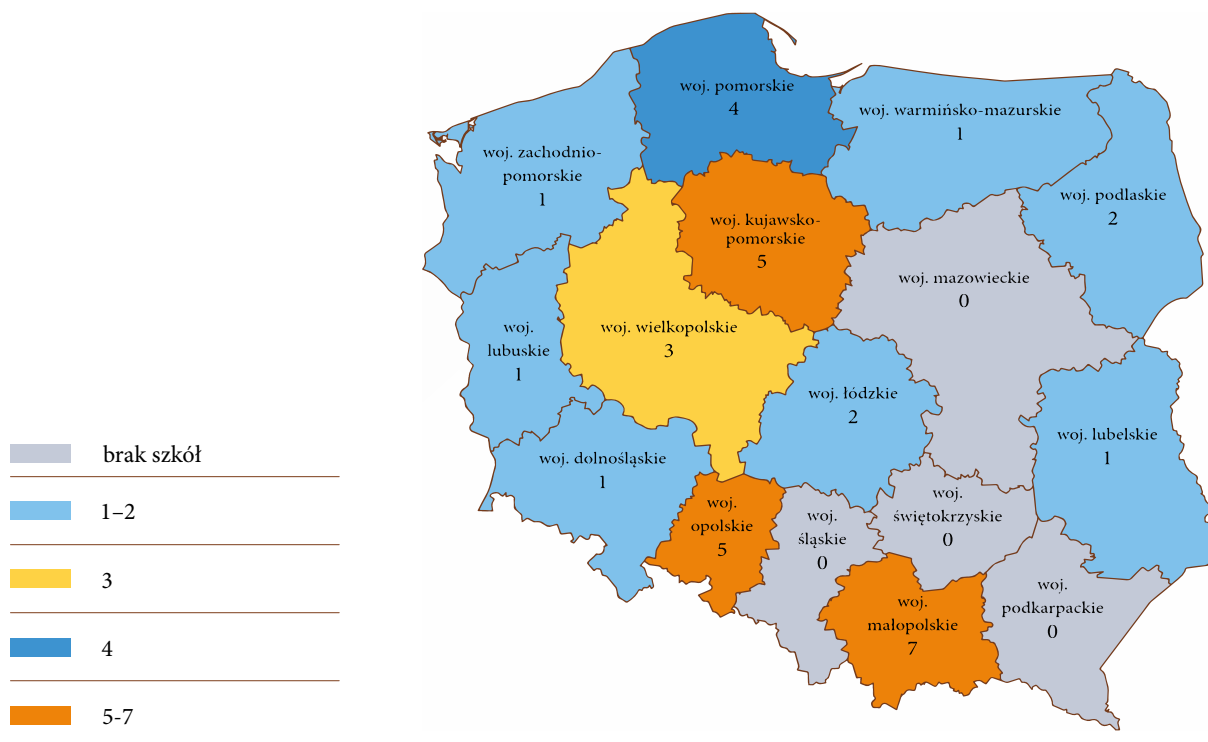 woj. pomorskie
4
woj. warmińsko-mazurskie
1
woj. zachodnio-
pomorskie
1
woj. podlaskie
2
woj. kujawsko-
pomorskie
5
woj. mazowieckie
0
woj.
lubuskie
1
woj. wielkopolskie
3
woj. łódzkie
2
woj. lubelskie
1
woj. dolnośląskie
1
woj.
opolskie
5
woj.
śląskie
0
woj.
świętokrzyskie
0
woj.
małopolskie
7
woj.
podkarpackie
0
brak szkół
1–2
3
4
5-7